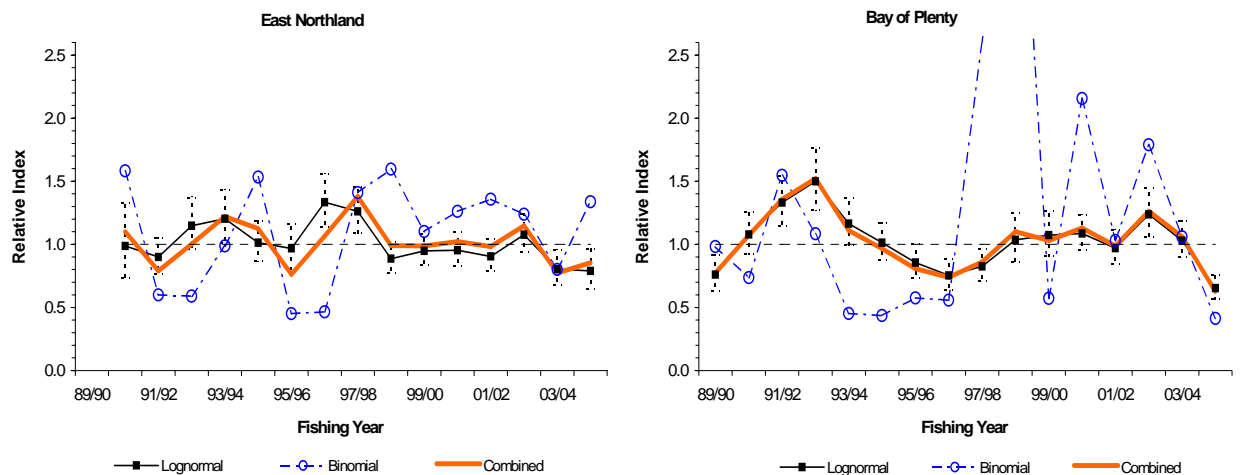 East Northland
2.5
2.0
1.5
1.0
0.5
0.0
Relative Index
89/90 91/92 93/94 95/96 97/98 99/00 01/02 03/04
Fishing Year
Lognormal Binomial Combined
Bay of Plenty
2.5
2.0
1.5
1.0
0.5
0.0
Relative Index
89/90 91/92 93/94 95/96 97/98 99/00 01/02 03/04
Fishing Year
Lognormal Binomial Combined